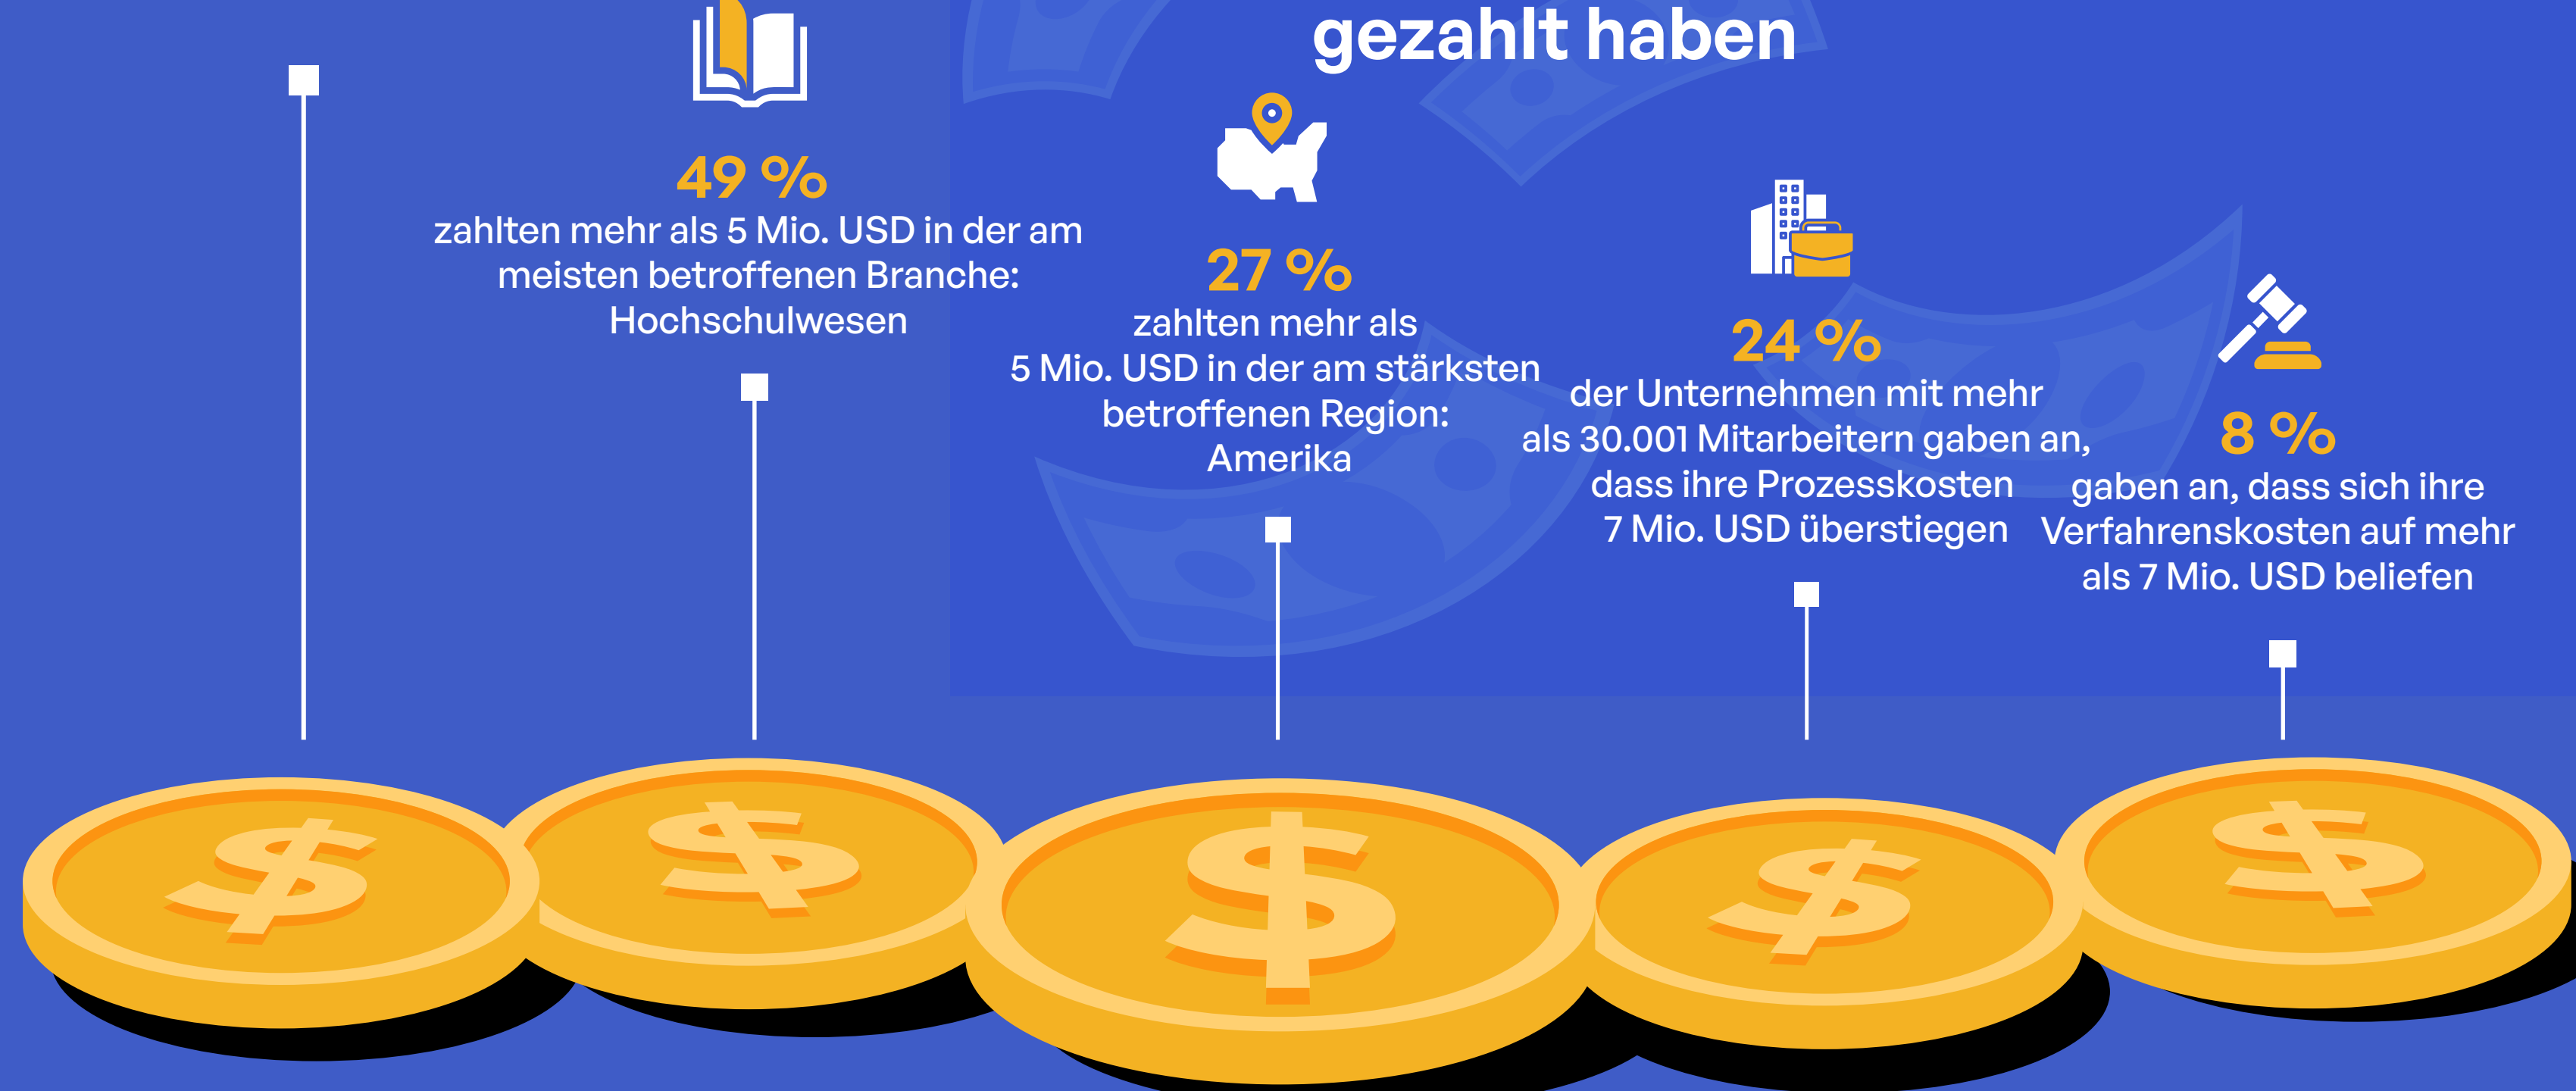 gezahlt haben
49 %
zahlten mehr als 5 Mio. USD in der am
meisten betroffenen Branche:
Hochschulwesen
27 %
zahlten mehr als
5 Mio. USD in der am stärksten
betroffenen Region:
Amerika
24 %
der Unternehmen mit mehr
als 30.001 Mitarbeitern gaben an,
dass ihre Prozesskosten
7 Mio. USD überstiegen
8 %
gaben an, dass sich ihre
Verfahrenskosten auf mehr
als 7 Mio. USD beliefen
$
$
$
$
$